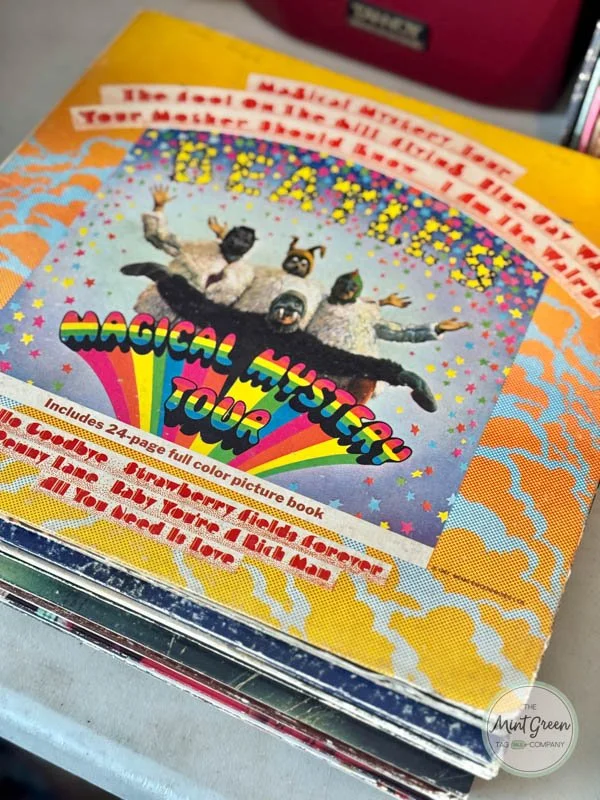 Magical Mystery Tour
The Fool On The Hill Flying Blue Jay W
Your Mother Should Know I Am The Walrus
BEATLES
MAGICAL MYSTERY
TOUR
Includes 24-page full color picture book
llo Goodbye Strawberry Fields Forever
Penny Lane Baby You're A Rich Man
All You Need Is Love
THE
Mint Green
TAG SALE COMPANY